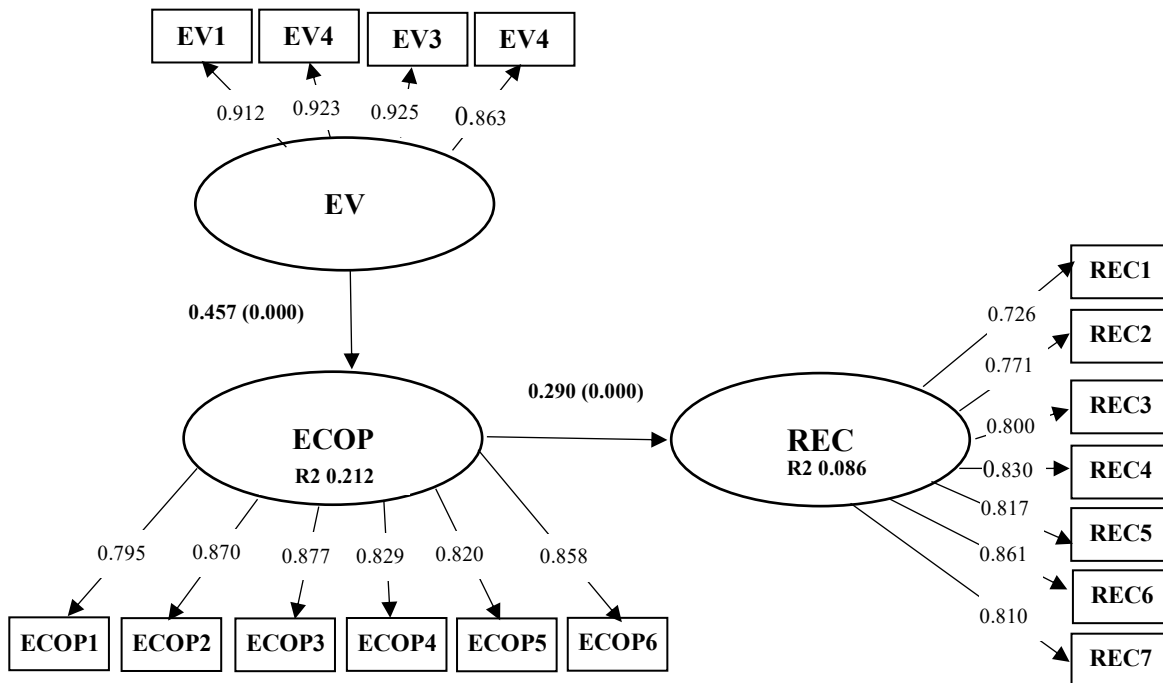 EV1 EV4 EV3 EV4
0.912 0.923 0.925 0.863
EV
0.457 (0.000)
ECOP
R2 0.212
0.290 (0.000)
REC
R2 0.086
0.795 0.870 0.877 0.829 0.820 0.858
ECOP1 ECOP2 ECOP3 ECOP4 ECOP5 ECOP6
0.726
0.771
0.800
0.830
0.817
0.861
0.810
REC1
REC2
REC3
REC4
REC5
REC6
REC7